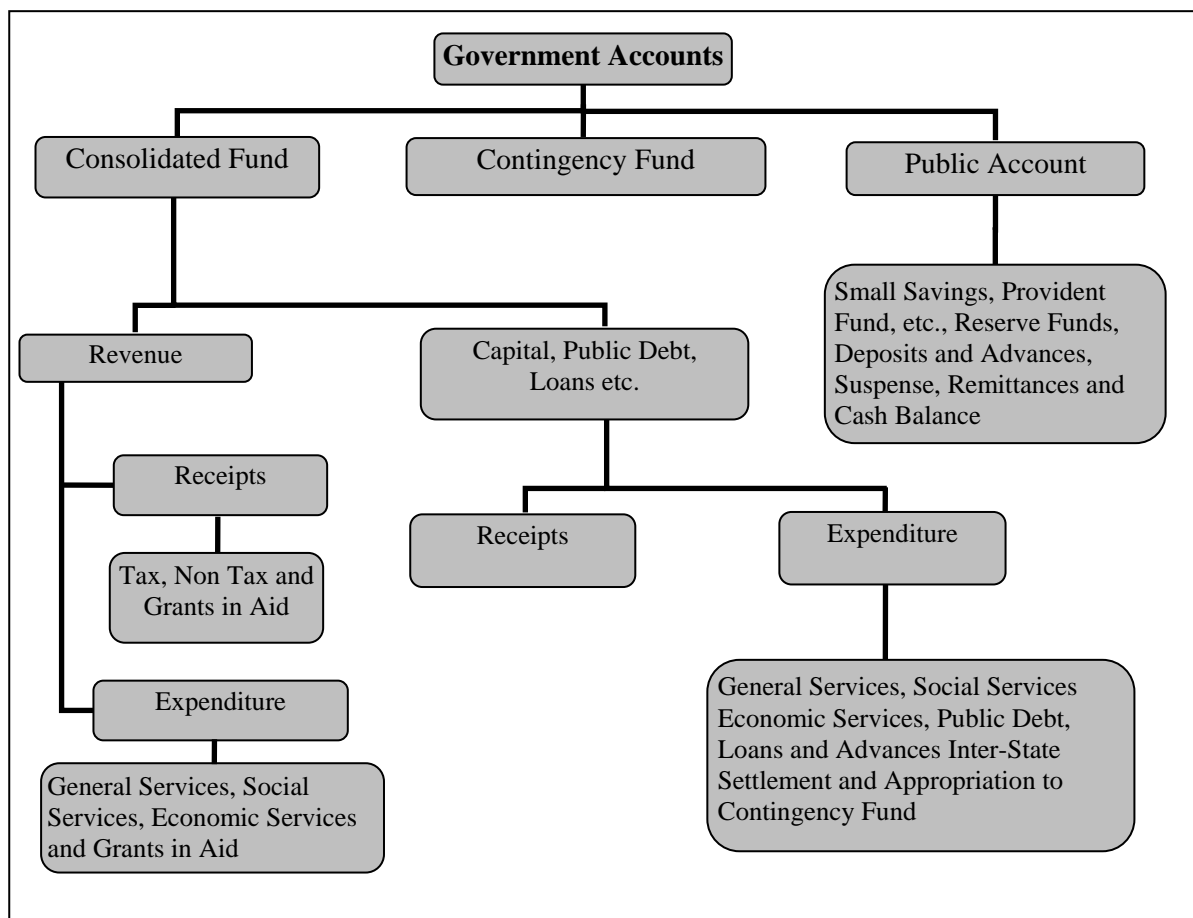 Government Accounts
Consolidated Fund
Contingency Fund
Public Account
Small Savings, Provident
Fund, etc., Reserve Funds,
Deposits and Advances,
Suspense, Remittances and
Cash Balance
Revenue
Capital, Public Debt,
Loans etc.
Receipts
Tax, Non Tax and
Grants in Aid
Expenditure
General Services, Social
Services, Economic Services
and Grants in Aid
Receipts
Expenditure
General Services, Social Services
Economic Services, Public Debt,
Loans and Advances Inter-State
Settlement and Appropriation to
Contingency Fund